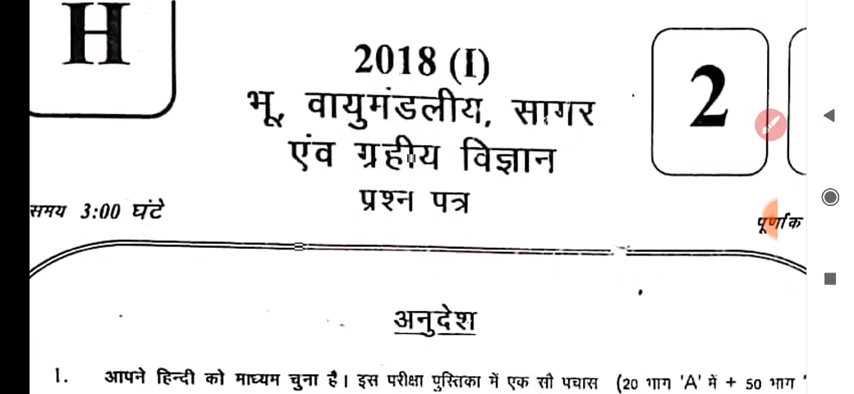 H
2018 (I)
2
भू, वायुमंडलीय, सागर
एंव ग्रहीय विज्ञान
प्रश्न पत्र
समय 3:00 घंटे
पूर्णांक
अनुदेश
1. आपने हिन्दी को माध्यम चुना है। इस परीक्षा पुस्तिका में एक सौ पचास (20 भाग 'A' में + 50 भाग '